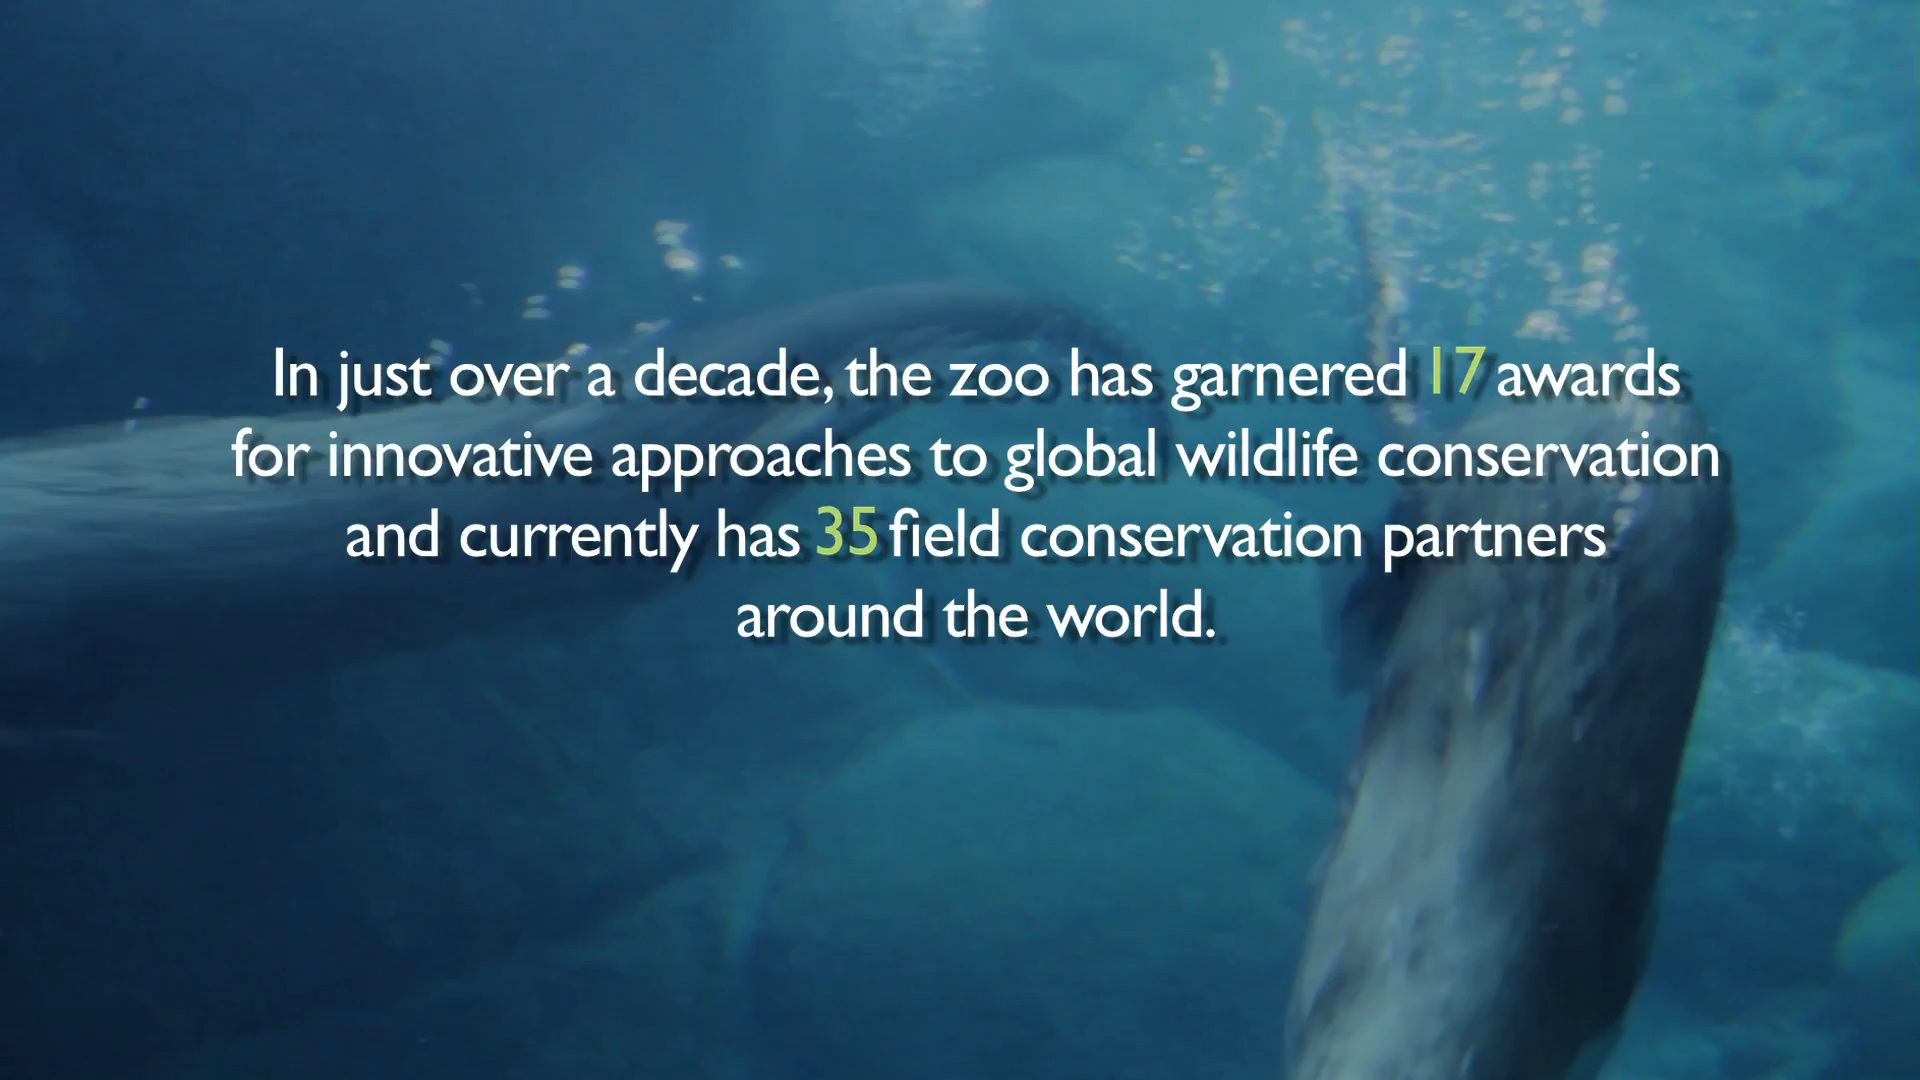 In just over a decade, the zoo has garnered 17 awards
for innovative approaches to global wildlife conservation
and currently has 35 field conservation partners
around the world.